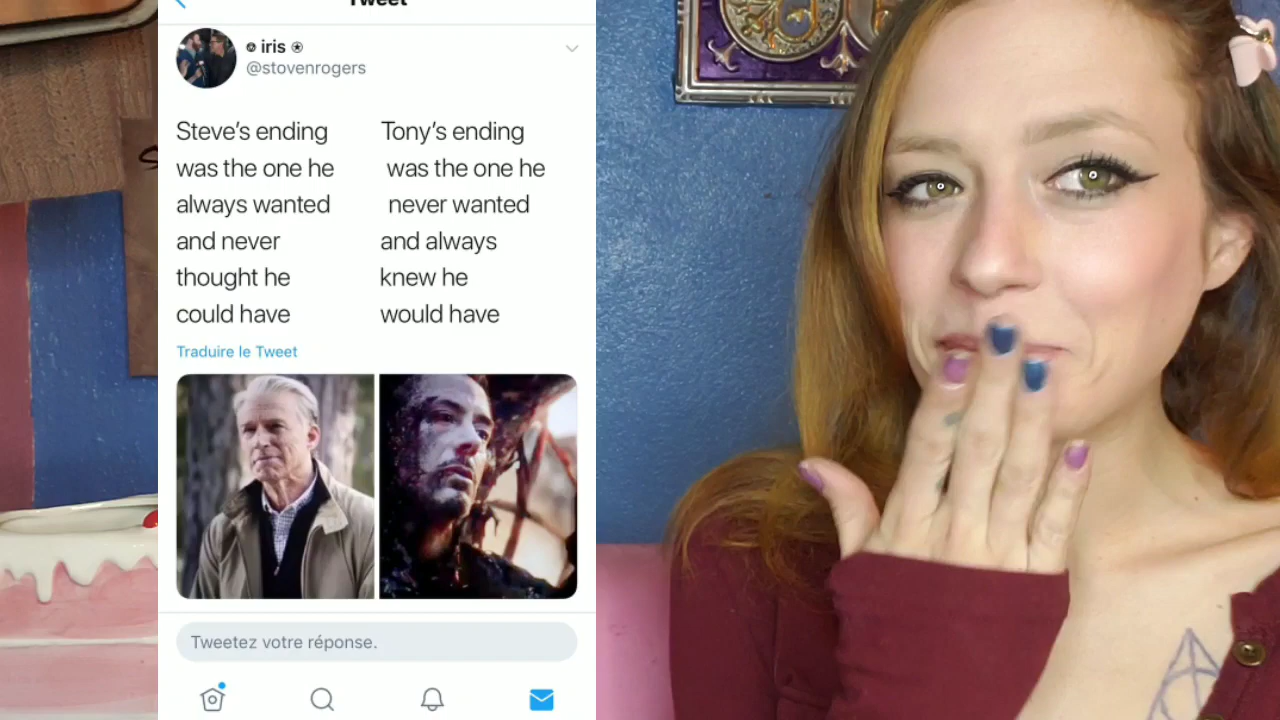 Tweet
iris
@stovenrogers
Steve's ending
was the one he
always wanted
and never
thought he
could have
Tony's ending
was the one he
never wanted
and always
knew he
would have
Traduire le Tweet
Tweetez votre réponse.